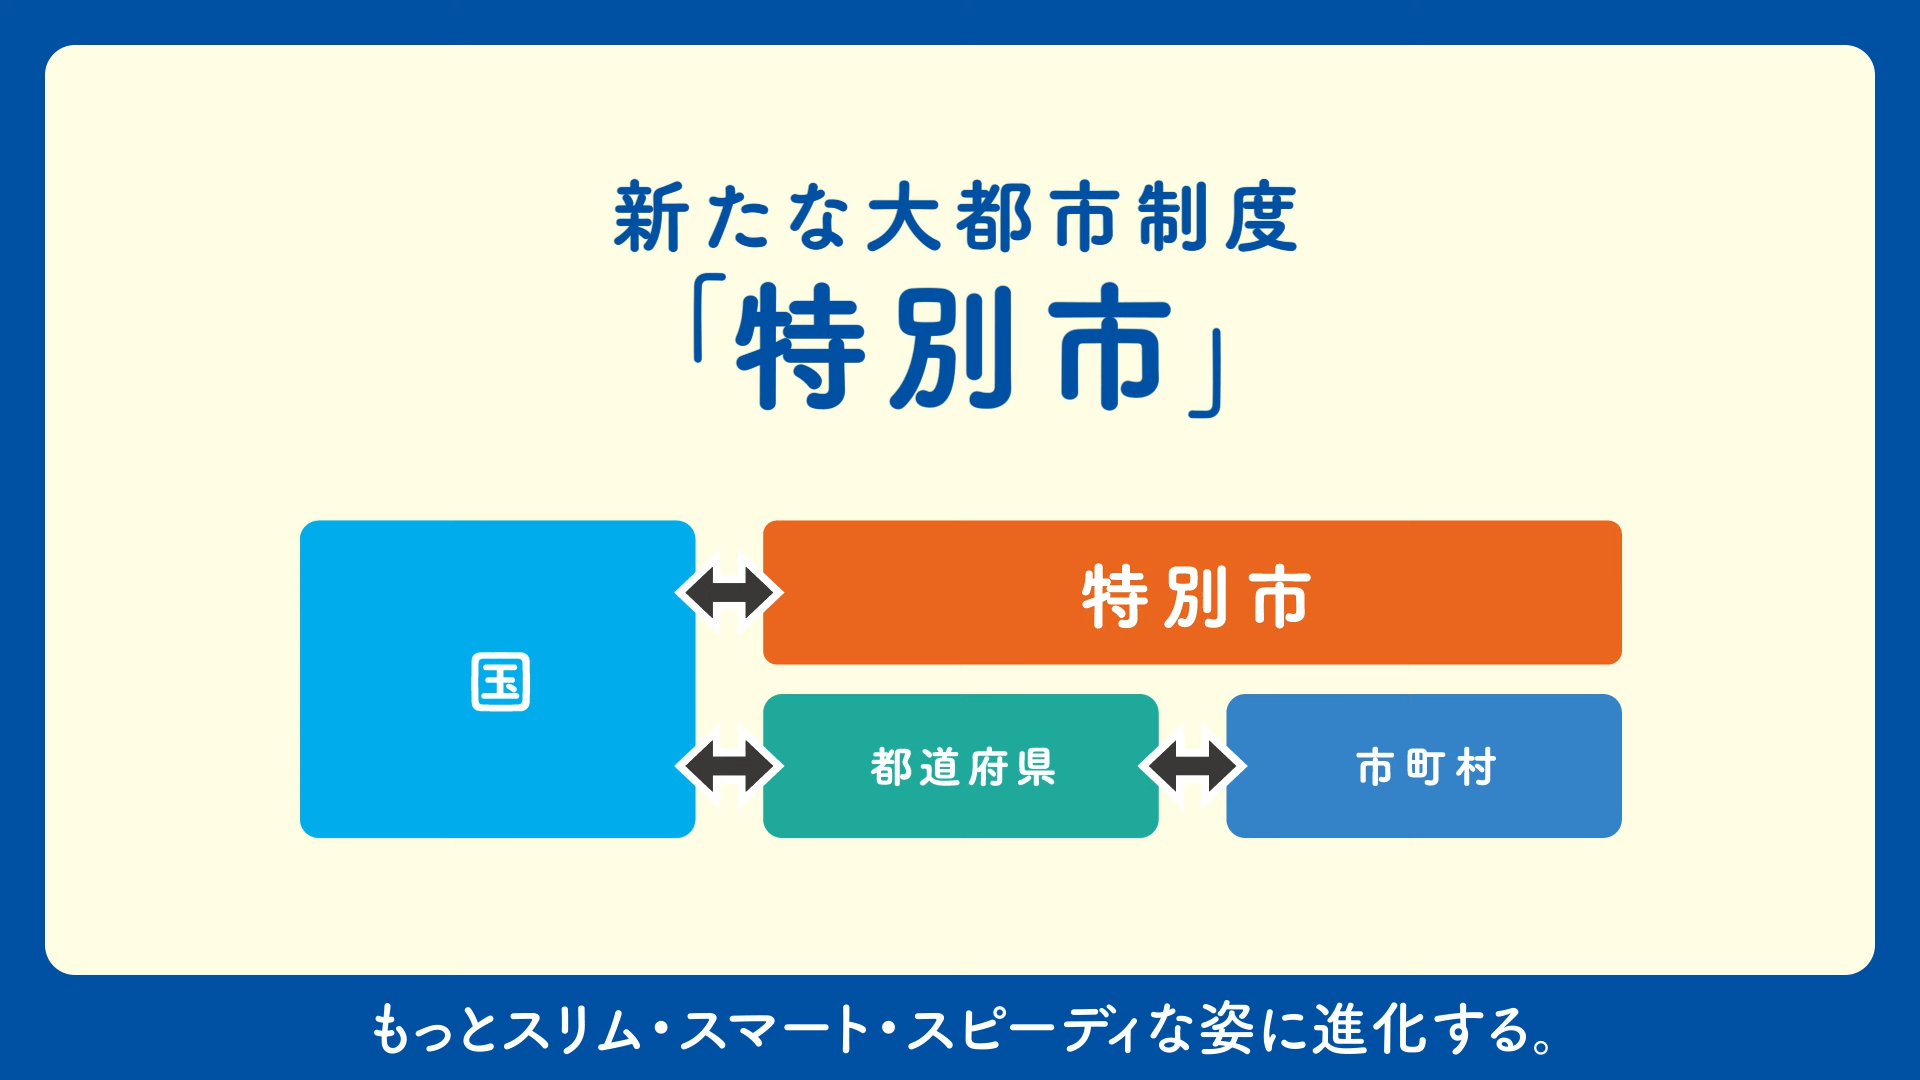 新たな大都市制度
「特別市」
特別市
国
都道府県
市町村
もっとスリム・スマート・スピーディな姿に進化する。